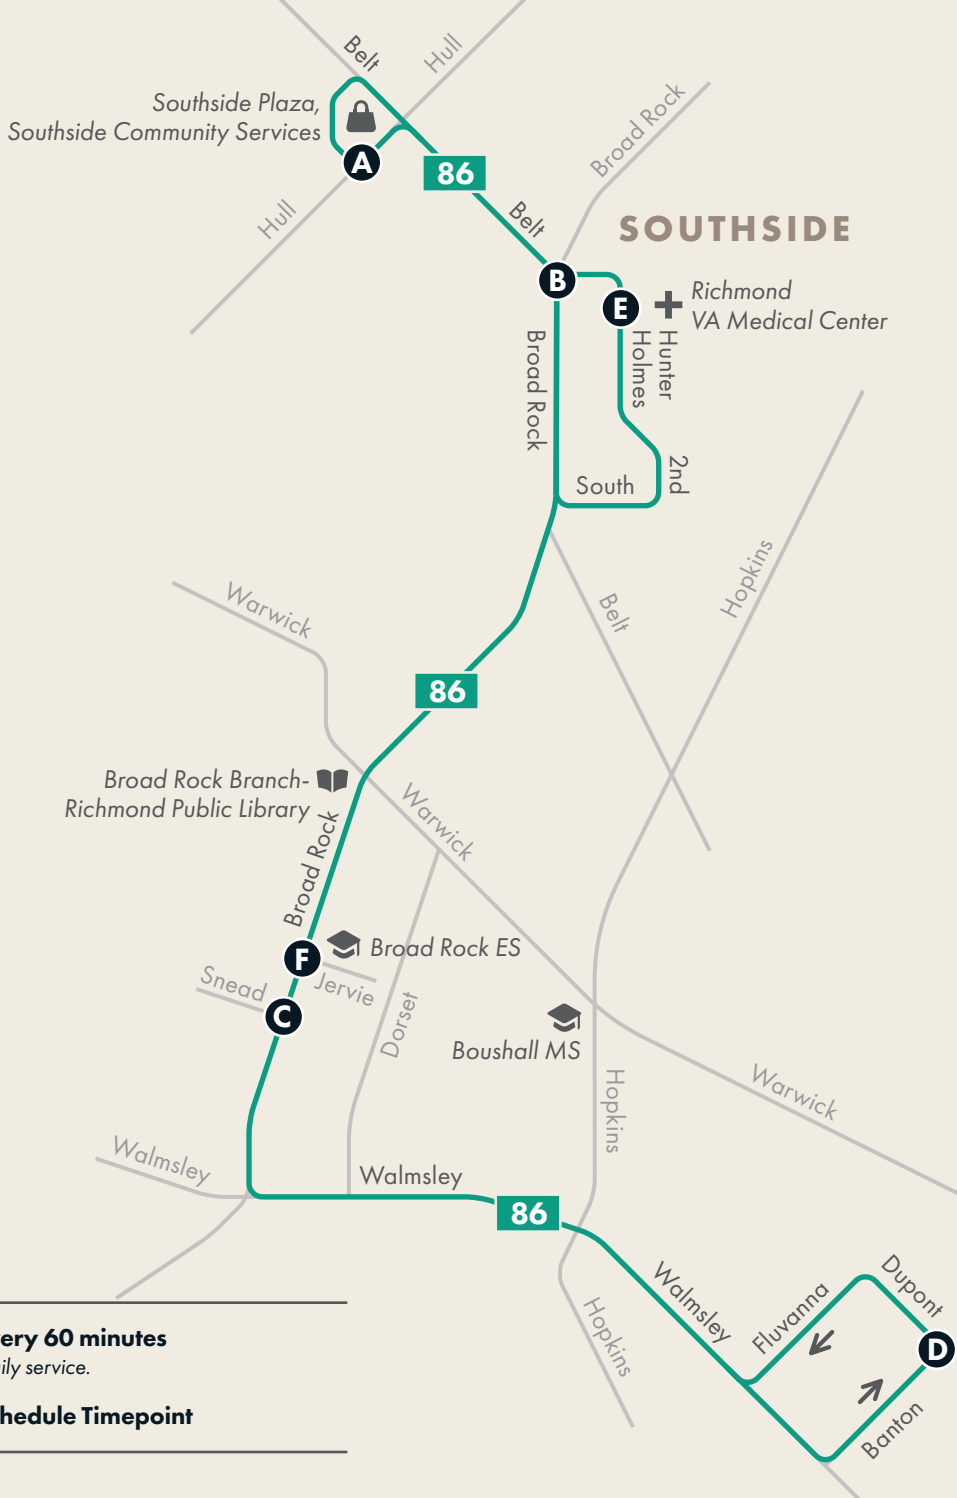 Belt
Hull
Southside Plaza,
Southside Community Services
A
86
Broad Rock
Hull
Belt
SOUTHSIDE
B
E
Richmond
VA Medical Center
Broad Rock
Hunter
Holmes
2nd
South
Hopkins
Warwick
Belt
86
Broad Rock Branch-
Richmond Public Library
Warwick
Broad Rock
F
Broad Rock ES
Snead
Jervie
C
Dorset
Boushall MS
Hopkins
Warwick
Walmsley
Walmsley
86
Walmsley
Fluvanna
Dupont
D
Hopkins
Banton
ery 60 minutes
ily service.
hedule Timepoint